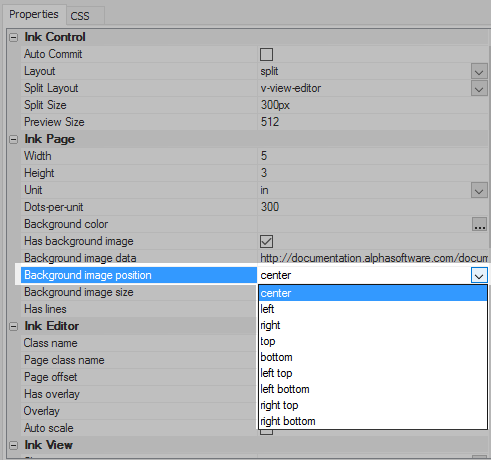 Properties CSS
Ink Control
Auto Commit
Layout split
Split Layout v-view-editor
Split Size 300px
Preview Size 512
Ink Page
Width 5
Height 3
Unit in
Dots-per-unit 300
Background color ...
Has background image
Background image data http://documentation.alphasoftware.com/docum
Background image position center
Background image size center
Has lines left
right
Ink Editor
Class name top
Page class name bottom
Page offset left top
Has overlay left bottom
Overlay right top
Auto scale right bottom
Ink View